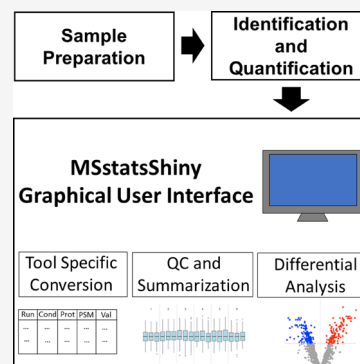 Sample
Preparation
Identification
and
Quantification
MSstatsShiny
Graphical User Interface
Tool Specific
Conversion
QC and
Summarization
Differential
Analysis
Run Cond Prot PSM Val
... ... ... ... ...
... ... ... ... ...